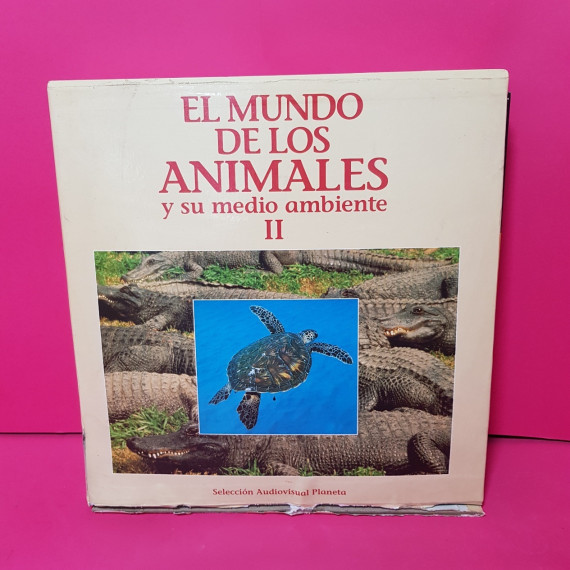 EL MUNDO
DE LOS
ANIMALES
y su medio ambiente
II
Selección Audiovisual Planeta